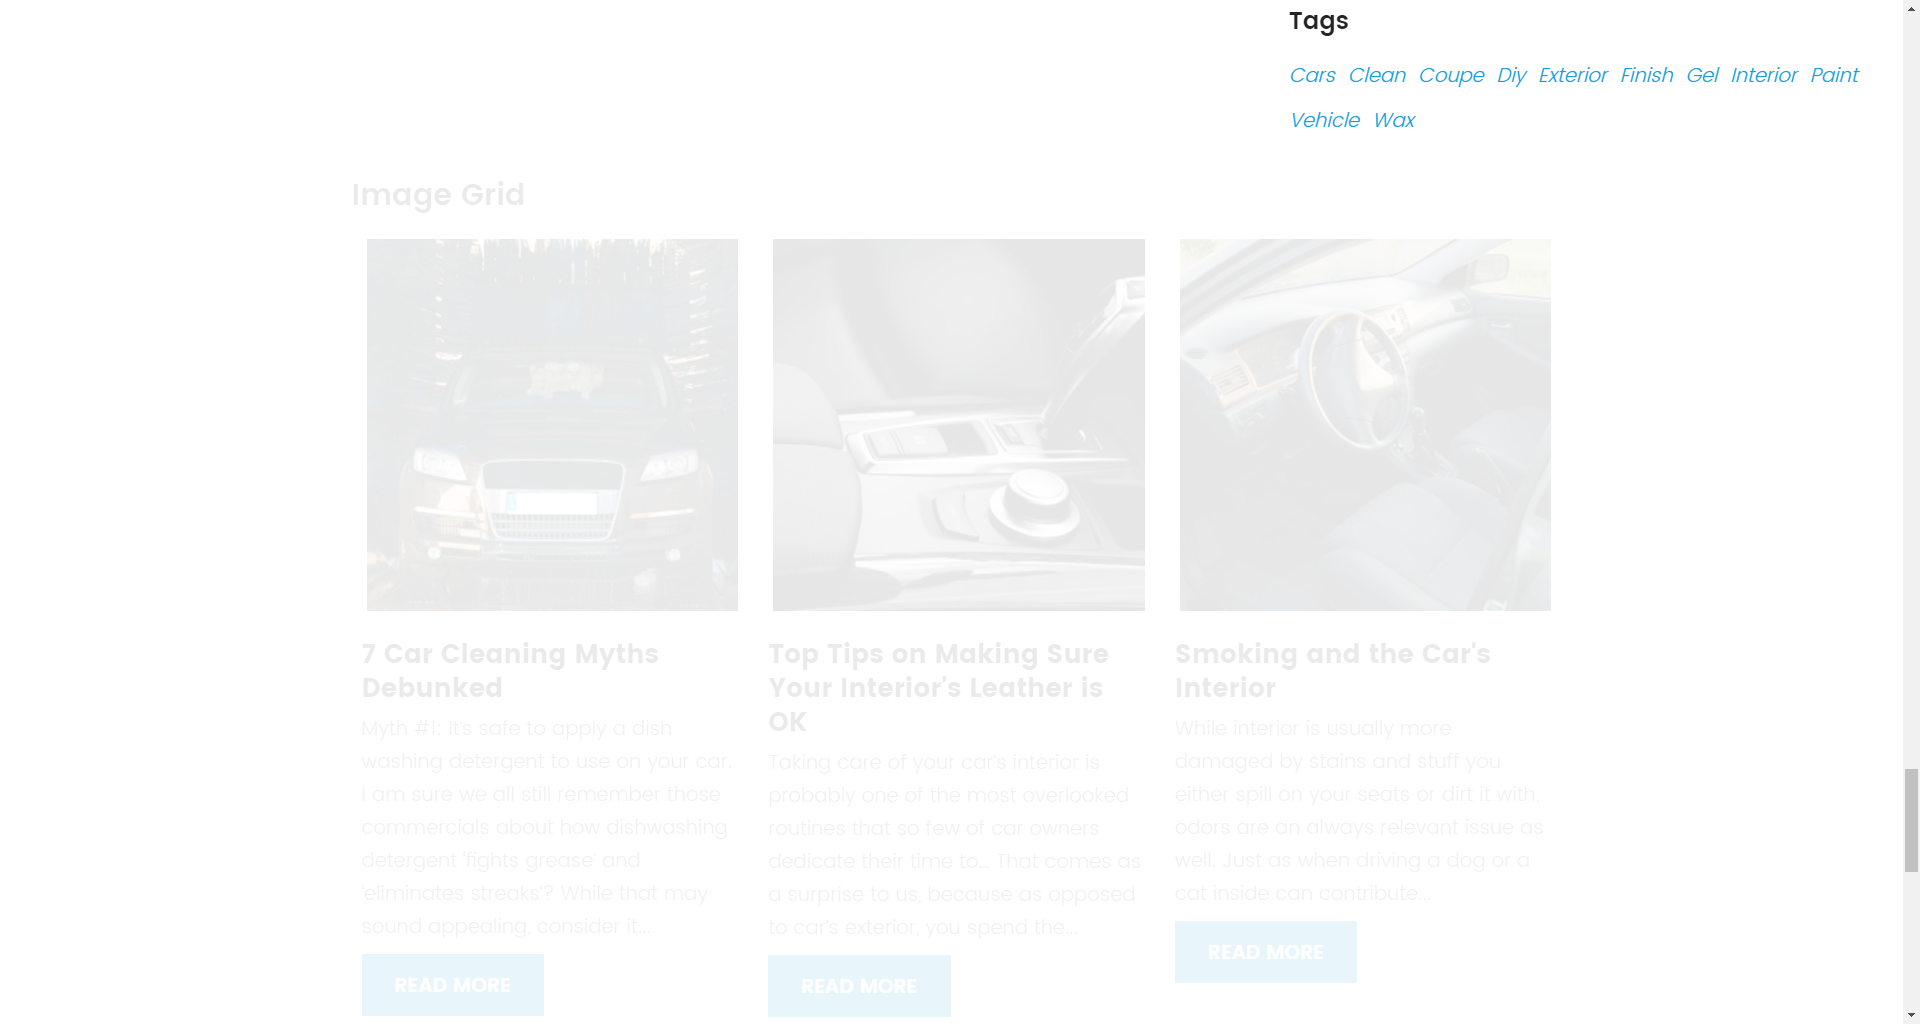 Tags
Cars Clean Coupe Diy Exterior Finish Gel Interior Paint
Vehicle Wax
Image Grid
7 Car Cleaning Myths
Debunked
Myth #1: It's safe to apply a dish
washing detergent to use on your car.
I am sure we all still remember those
commercials about how dishwashing
detergent 'fights grease' and
'eliminates streaks'? While that may
sound appealing, consider it...
READ MORE
Top Tips on Making Sure
Your Interior's Leather is
OK
Taking care of your car's interior is
probably one of the most overlooked
routines that so few of car owners
dedicate their time to... That comes as
a surprise to us, because as opposed
to car's exterior, you spend the...
READ MORE
Smoking and the Car's
Interior
While interior is usually more
damaged by stains and stuff you
either spill on your seats or dirt it with,
odors are an always relevant issue as
well. Just as when driving a dog or a
cat inside can contribute...
READ MORE